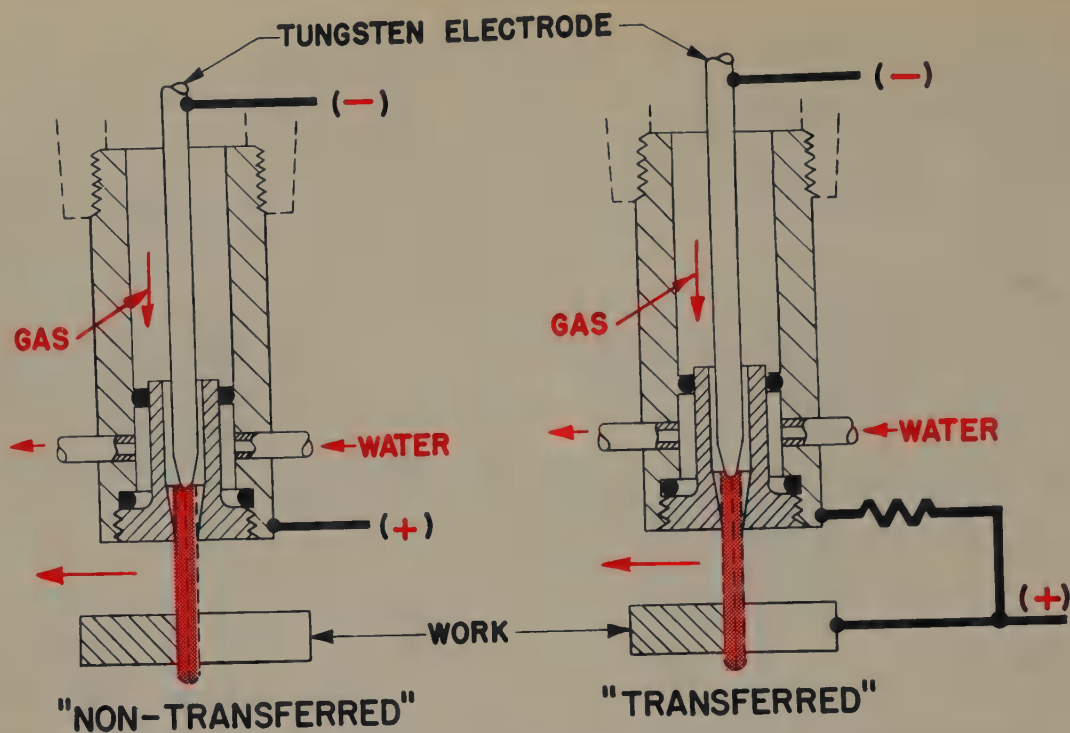 TUNGSTEN ELECTRODE
(−)
(−)
GAS
GAS
WATER
WATER
(+)
(+)
WORK
"NON-TRANSFERRED"
"TRANSFERRED"